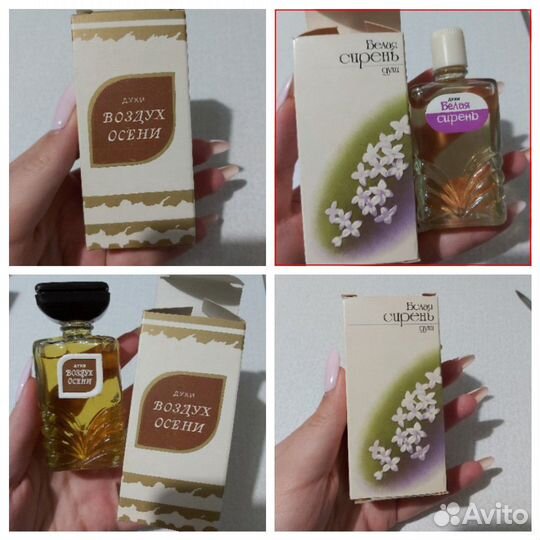 ДУХИ
ВОЗДУХ
ОСЕНИ
Белая
сирень
духи
ДУХИ
Белая
сирень
ДУХИ
ВОЗДУХ
ОСЕНИ
ДУХИ
ВОЗДУХ
ОСЕНИ
Белая
сирень
духи
Avito